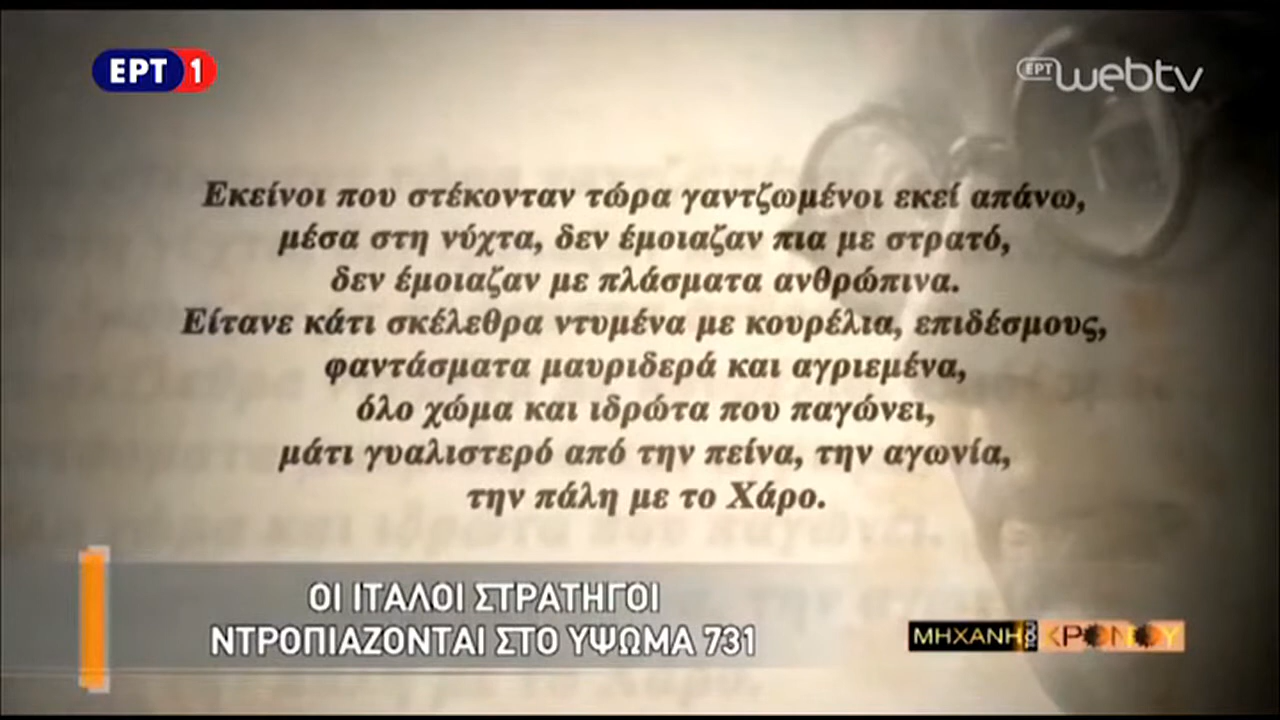 ΕΡΤ 1
ΕΡΤ webtv
Εκείνοι που στέκονταν τώρα γαντζωμένοι εκεί απάνω,
μέσα στη νύχτα, δεν έμοιαζαν πια με στρατό,
δεν έμοιαζαν με πλάσματα ανθρώπινα.
Είτανε κάτι σκέλεθρα ντυμένα με κουρέλια, επιδέσμους,
φαντάσματα μαυριδερά και αγριεμένα,
όλο χώμα και ιδρώτα που παγώνει,
μάτι γυαλιστερό από την πείνα, την αγωνία,
την πάλη με το Χάρο.
ΟΙ ΙΤΑΛΟΙ ΣΤΡΑΤΗΓΟΙ
ΝΤΡΟΠΙΑΖΟΝΤΑΙ ΣΤΟ ΥΨΩΜΑ 731
ΜΗΧΑΝΗ ΤΟΥ ΧΡΟΝΟΥ